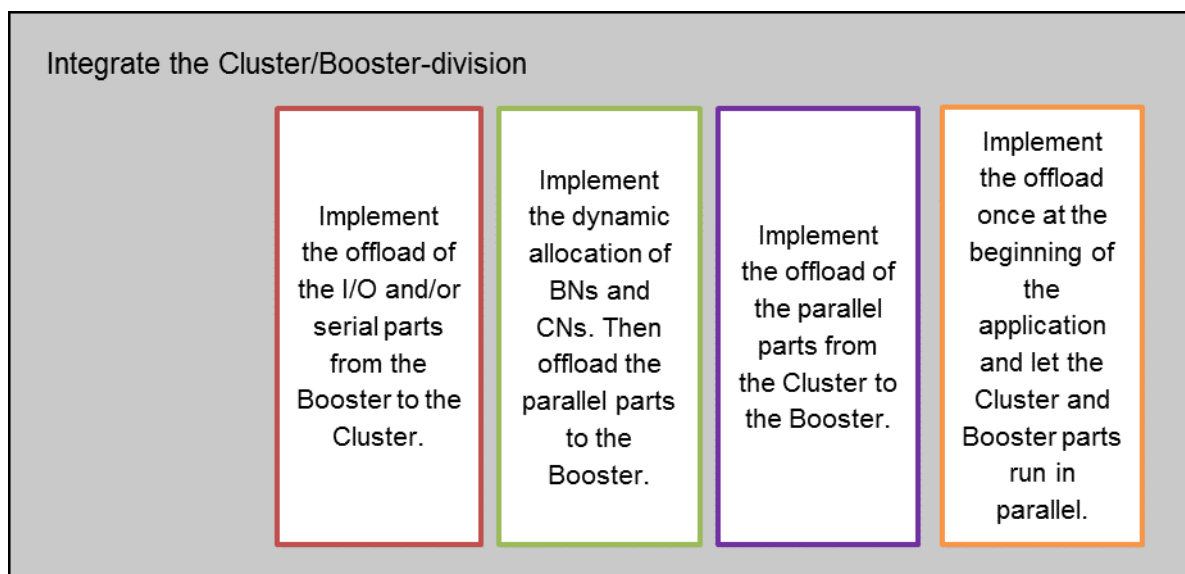 Integrate the Cluster/Booster-division
Implement
the offload of
the I/O and/or
serial parts
from the
Booster to the
Cluster.
Implement
the dynamic
allocation of
BNs and
CNs. Then
offload the
parallel parts
to the
Booster.
Implement
the offload of
the parallel
parts from
the Cluster to
the Booster.
Implement
the offload
once at the
beginning of
the
application
and let the
Cluster and
Booster parts
run in
parallel.